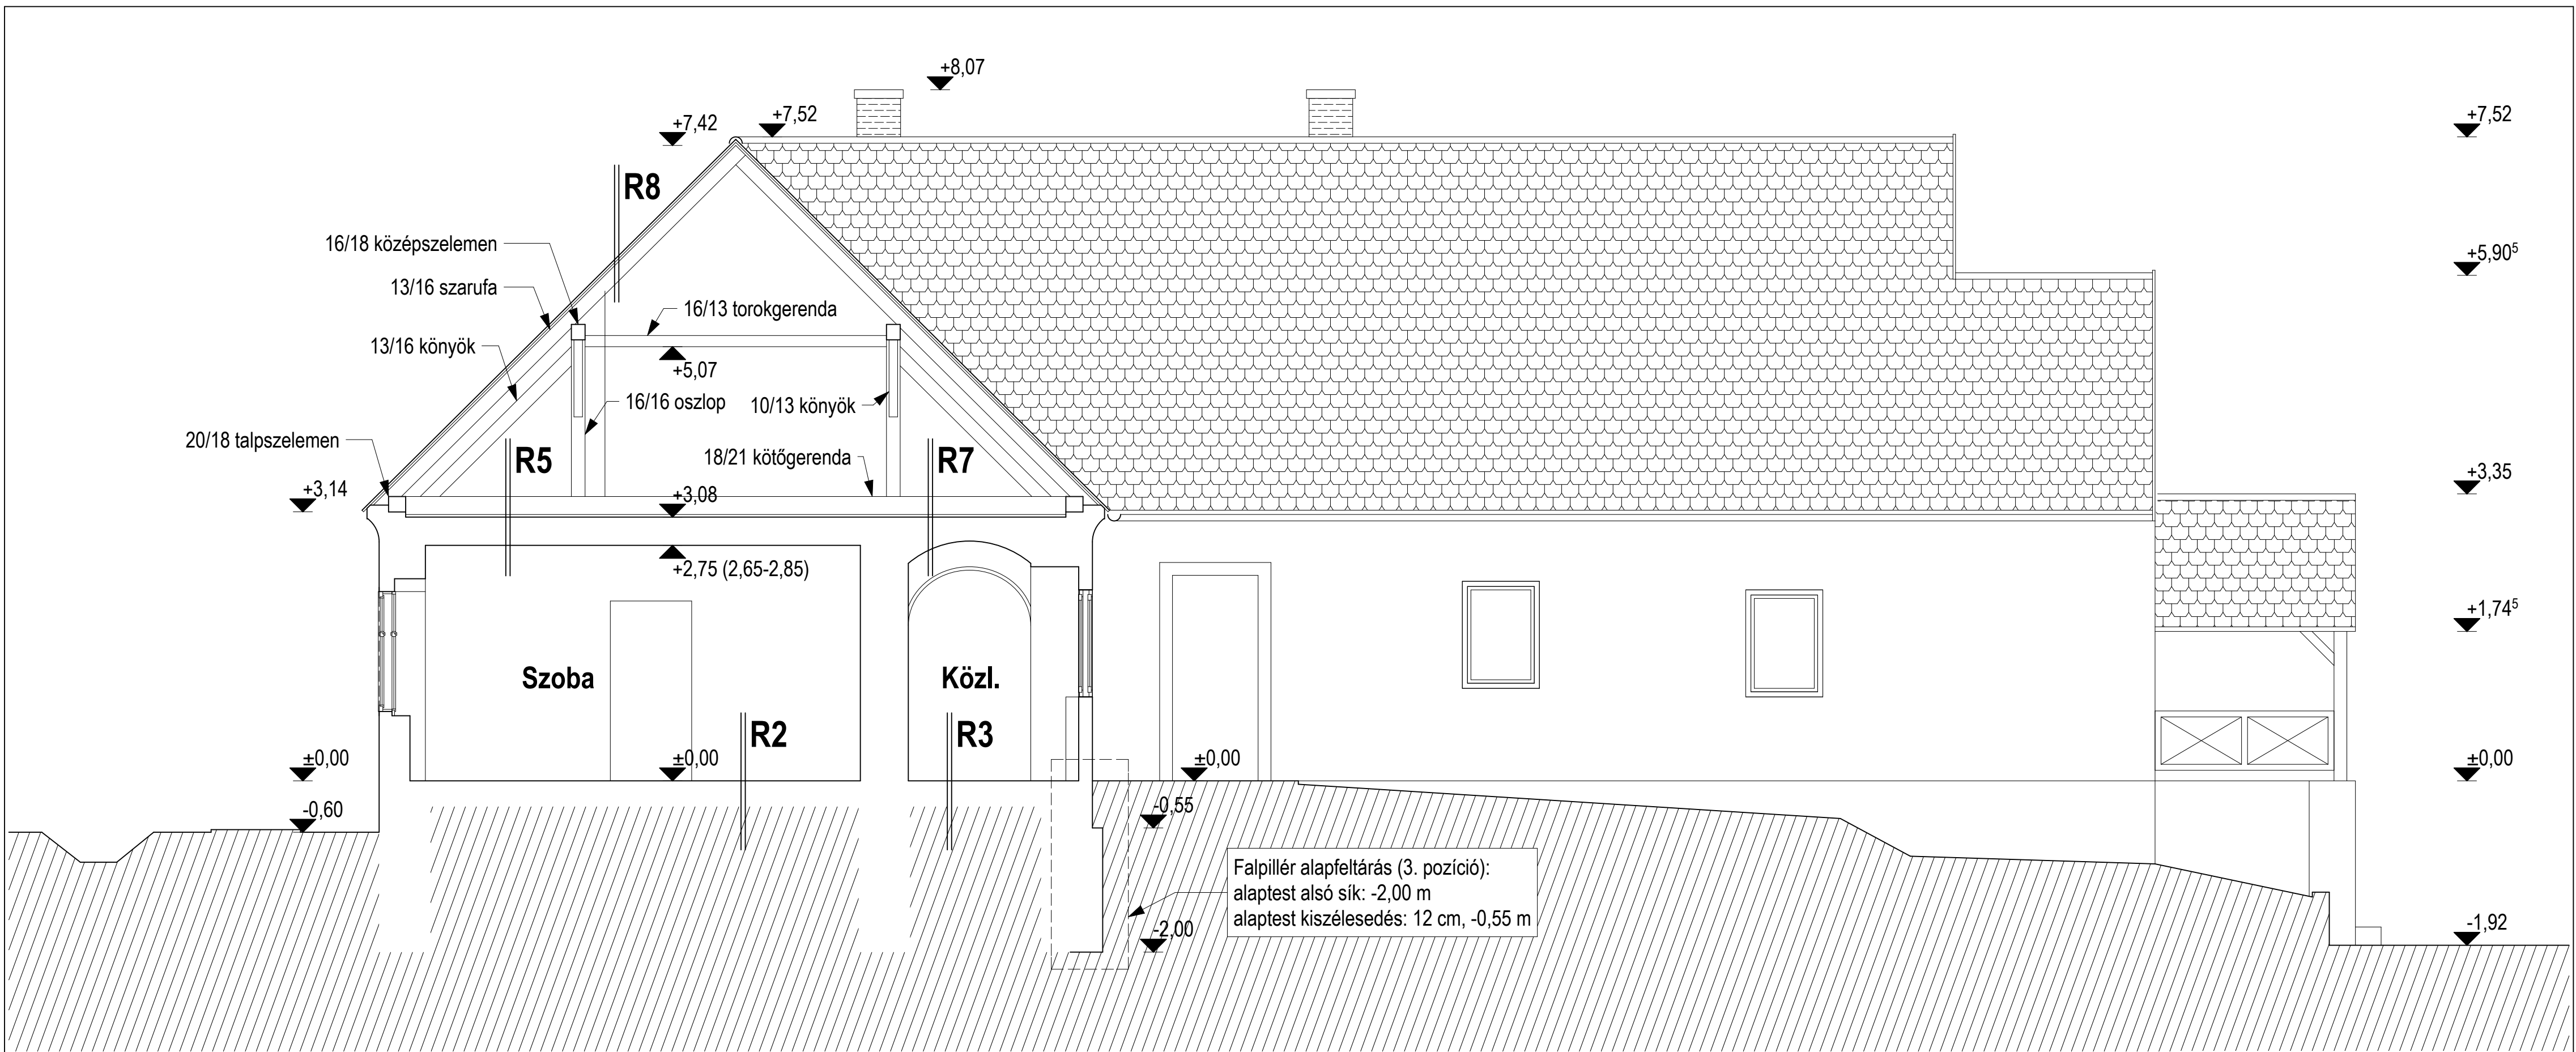 +8,07
+7,42
+7,52
+7,52
R8
16/18 középszelemen
+5,90⁵
13/16 szarufa
16/13 torokgerenda
13/16 könyök
+5,07
16/16 oszlop
10/13 könyök
20/18 talpszelemen
R5
18/21 kötőgerenda
R7
+3,14
+3,08
+3,35
+2,75 (2,65-2,85)
+1,74⁵
Szoba
Közl.
R2
R3
±0,00
±0,00
±0,00
±0,00
-0,60
-0,55
Falpillér alapfeltárás (3. pozíció):
alaptest alsó sík: -2,00 m
alaptest kiszélesedés: 12 cm, -0,55 m
-2,00
-1,92